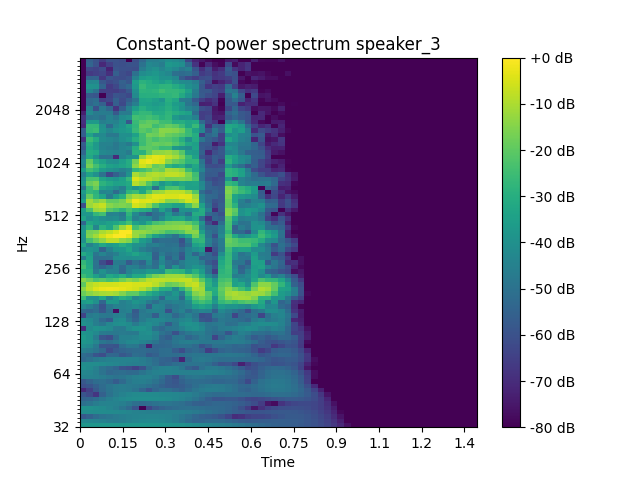 Constant-Q power spectrum speaker_3
Hz
2048
1024
512
256
128
64
32
0 0.15 0.3 0.45 0.6 0.75 0.9 1.1 1.2 1.4
Time
+0 dB
-10 dB
-20 dB
-30 dB
-40 dB
-50 dB
-60 dB
-70 dB
-80 dB